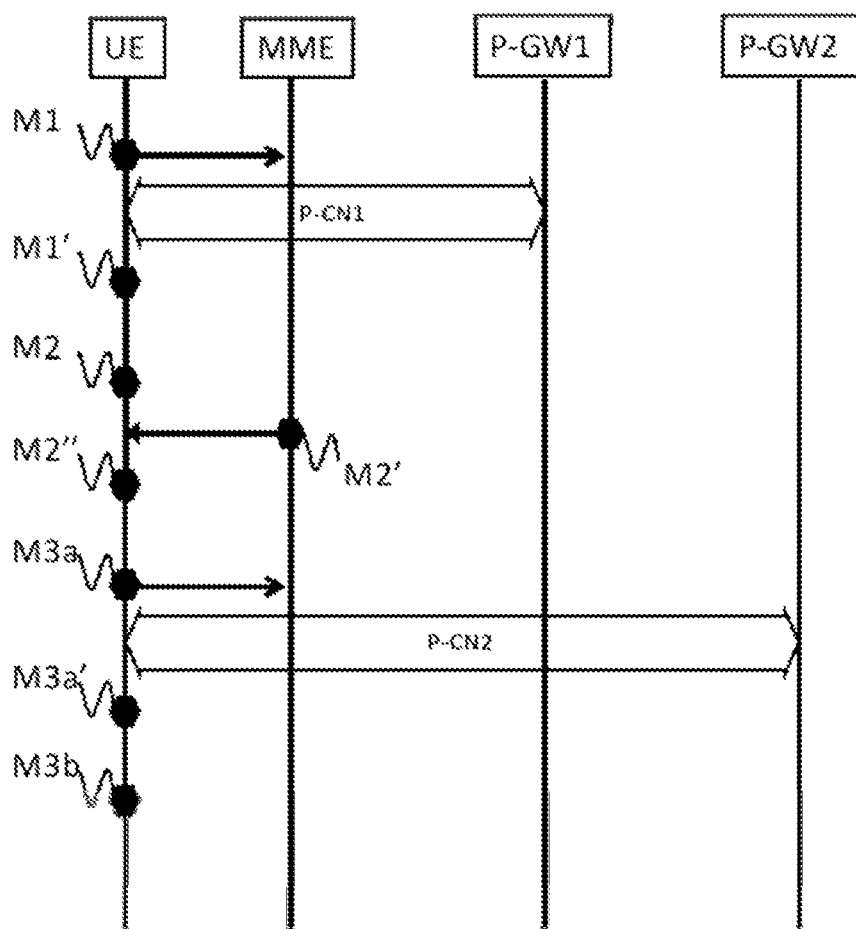 UE MME P-GW1 P-GW2
M1
P-CN1
M1'
M2
M2''
M2'
M3a
P-CN2
M3a'
M3b